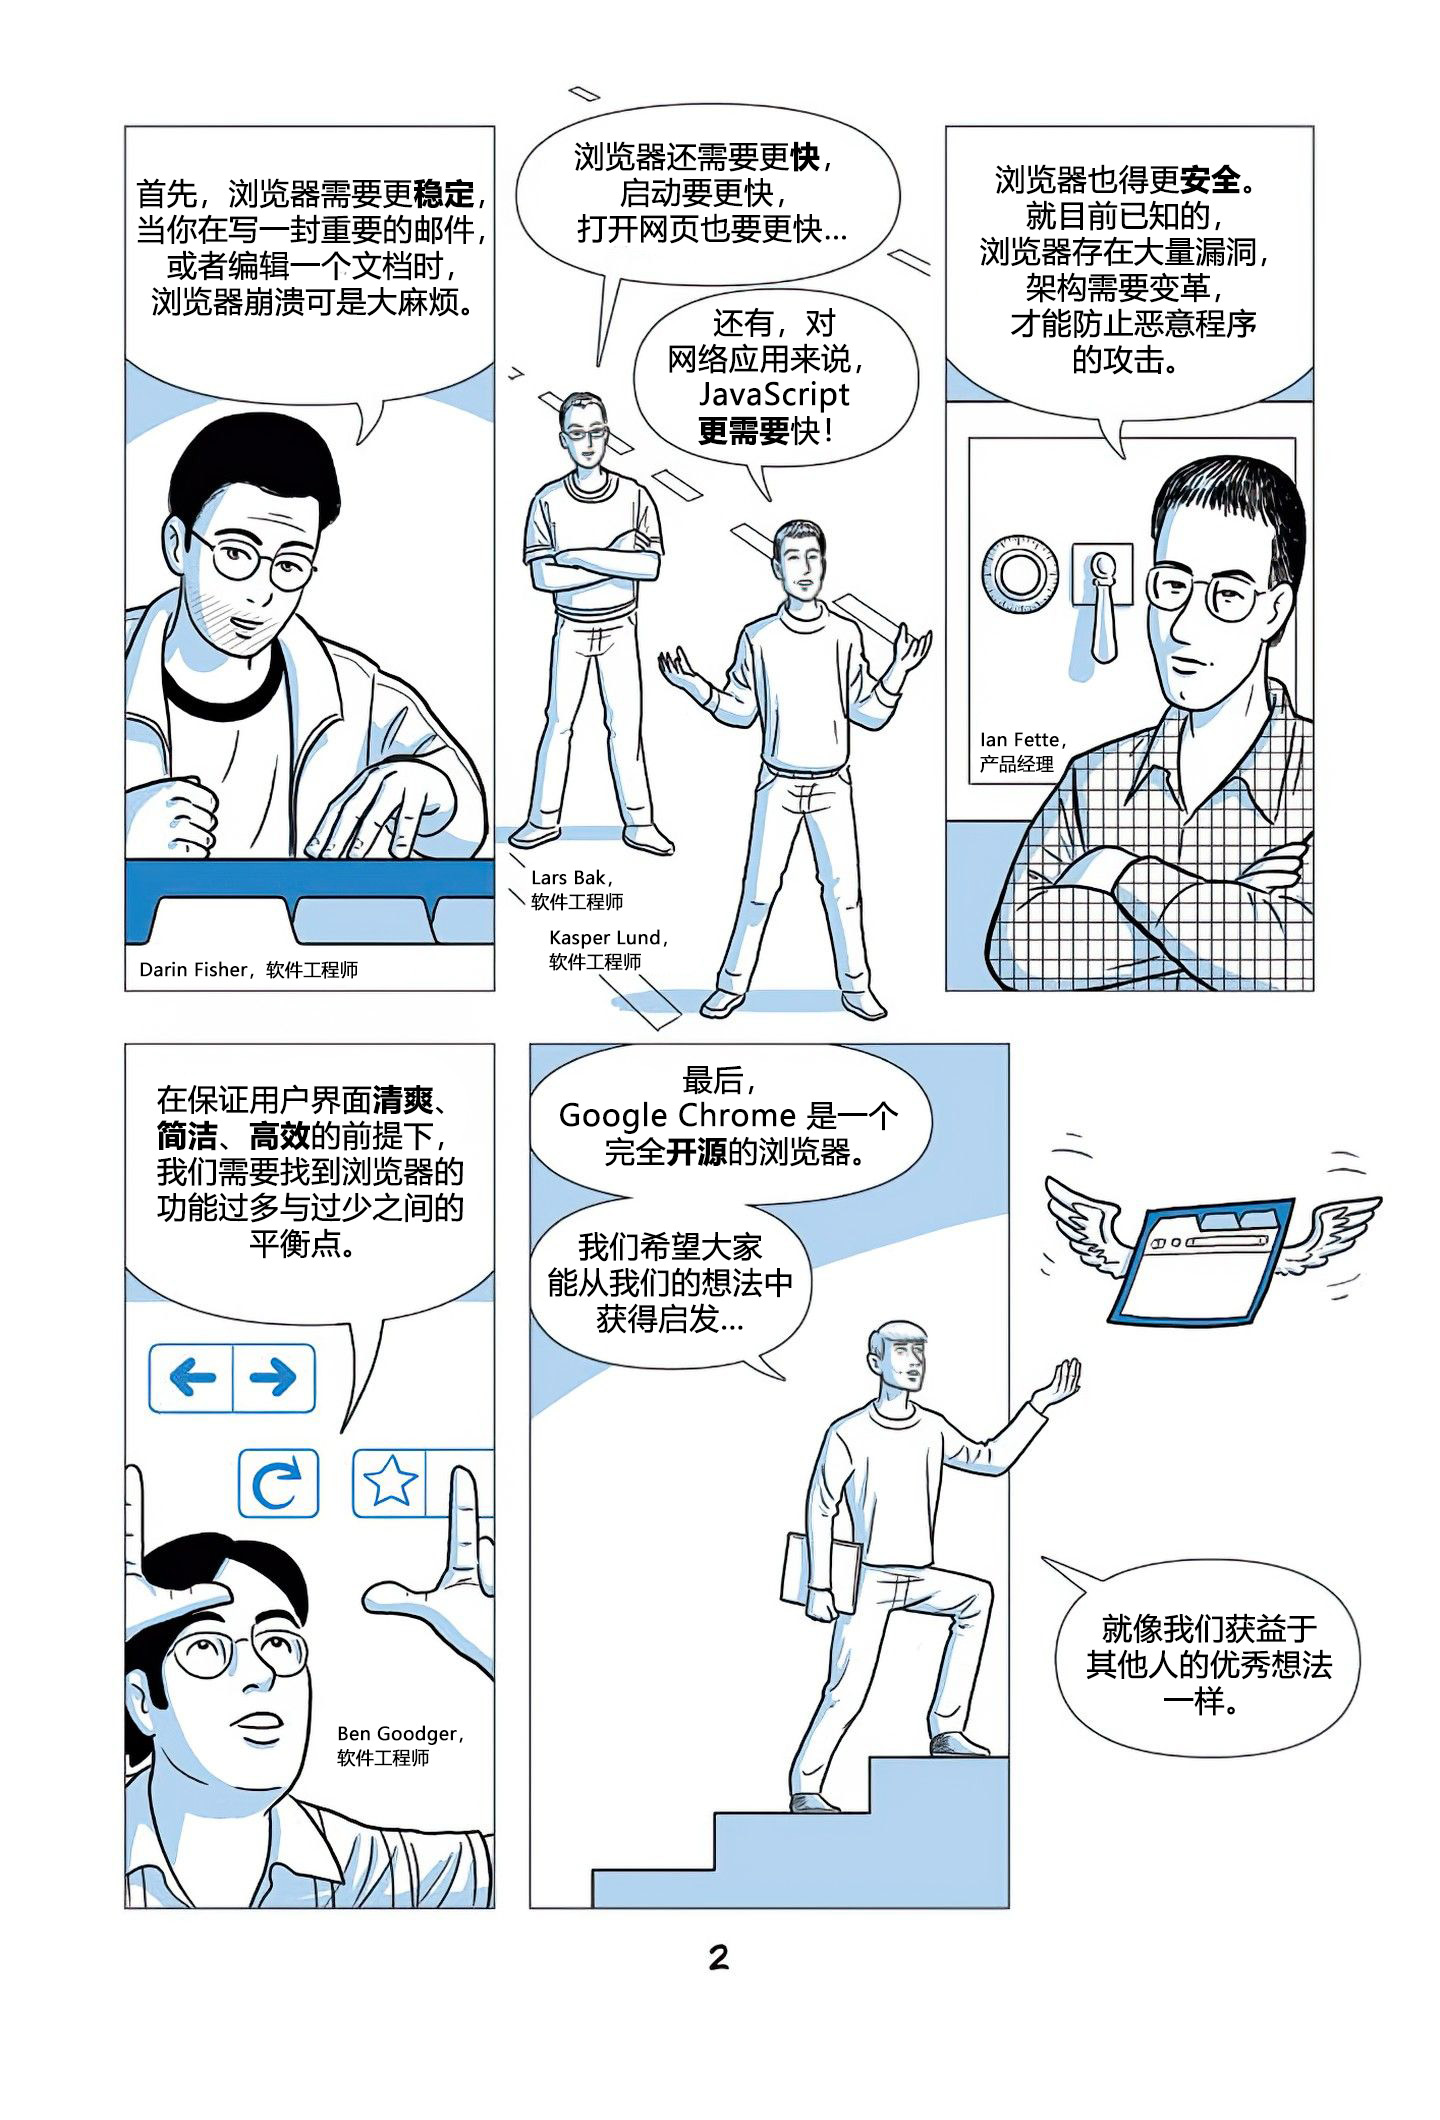 首先，浏览器需要更稳定，
当你在写一封重要的邮件，
或者编辑一个文档时，
浏览器崩溃可是大麻烦。
Darin Fisher，软件工程师
浏览器还需要更快，
启动要更快，
打开网页也要更快...
还有，对
网络应用来说，
JavaScript
更需要快！
Lars Bak，
软件工程师
Kasper Lund，
软件工程师
浏览器也得更安全。
就目前已知的，
浏览器存在大量漏洞，
架构需要变革，
才能防止恶意程序
的攻击。
Ian Fette，
产品经理
在保证用户界面清爽、
简洁、高效的前提下，
我们需要找到浏览器的
功能过多与过少之间的
平衡点。
Ben Goodger，
软件工程师
最后，
Google Chrome 是一个
完全开源的浏览器。
我们希望大家
能从我们的想法中
获得启发...
就像我们获益于
其他人的优秀想法
一样。
2